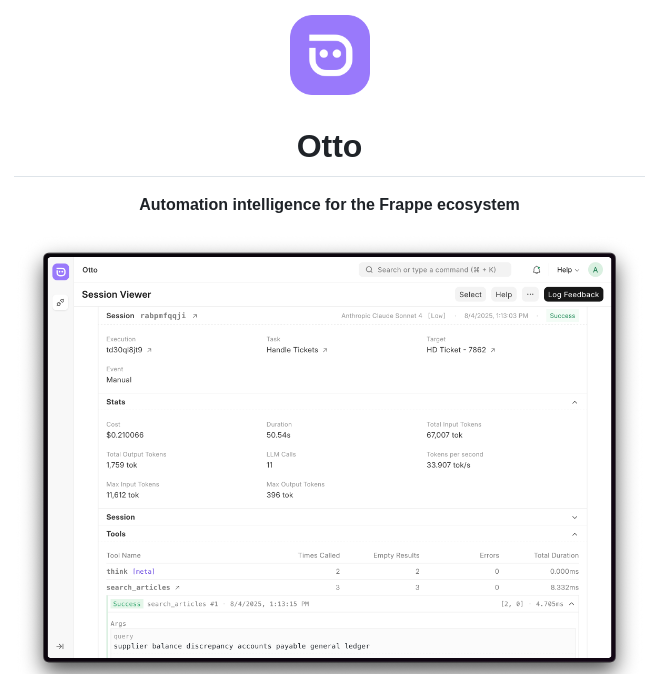 Otto
Automation intelligence for the Frappe ecosystem
Otto
Search or type a command (⌘ + K)
Help
A
Session Viewer
Select
Help
···
Log Feedback
Session rabpmfqqji ↗ Anthropic Claude Sonnet 4 [Low] · 8/4/2025, 1:13:03 PM · Success
Execution Task Target
td30qi8jt9 ↗ Handle Tickets ↗ HD Ticket - 7862 ↗
Event
Manual
Stats
Cost Duration Total Input Tokens
$0.210066 50.54s 67,007 tok
Total Output Tokens LLM Calls Tokens per second
1,759 tok 11 33.907 tok/s
Max Input Tokens Max Output Tokens
11,612 tok 396 tok
Session
Tools
Tool Name Times Called Empty Results Errors Total Duration
think [meta] 2 2 0 0.000ms
search_articles ↗ 3 3 0 8.332ms
Success search_articles #1 8/4/2025, 1:13:15 PM [2, 0] 4.705ms
Args
query
supplier balance discrepancy accounts payable general ledger